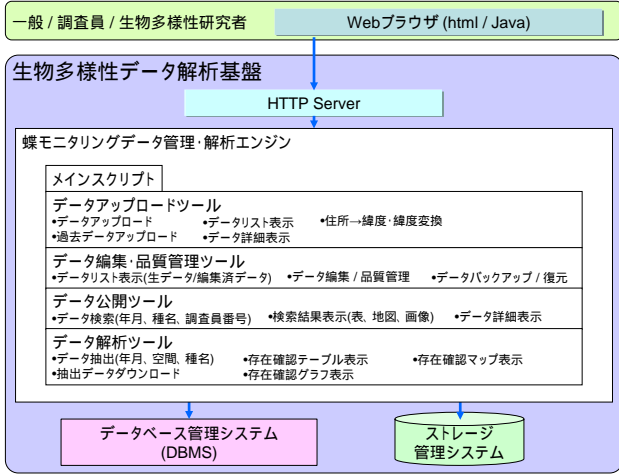 一般 / 調査員 / 生物多様性研究者
Webブラウザ (html / Java)
生物多様性データ解析基盤
HTTP Server
蝶モニタリングデータ管理・解析エンジン
メインスクリプト
データアップロードツール
•データアップロード •データリスト表示 •住所→緯度・緯度変換
•過去データアップロード •データ詳細表示
データ編集・品質管理ツール
•データリスト表示(生データ/編集済データ) •データ編集 / 品質管理 •データバックアップ / 復元
データ公開ツール
•データ検索(年月、種名、調査員番号) •検索結果表示(表、地図、画像) •データ詳細表示
データ解析ツール
•データ抽出(年月、空間、種名) •存在確認テーブル表示 •存在確認マップ表示
•抽出データダウンロード •存在確認グラフ表示
データベース管理システム
(DBMS)
ストレージ
管理システム